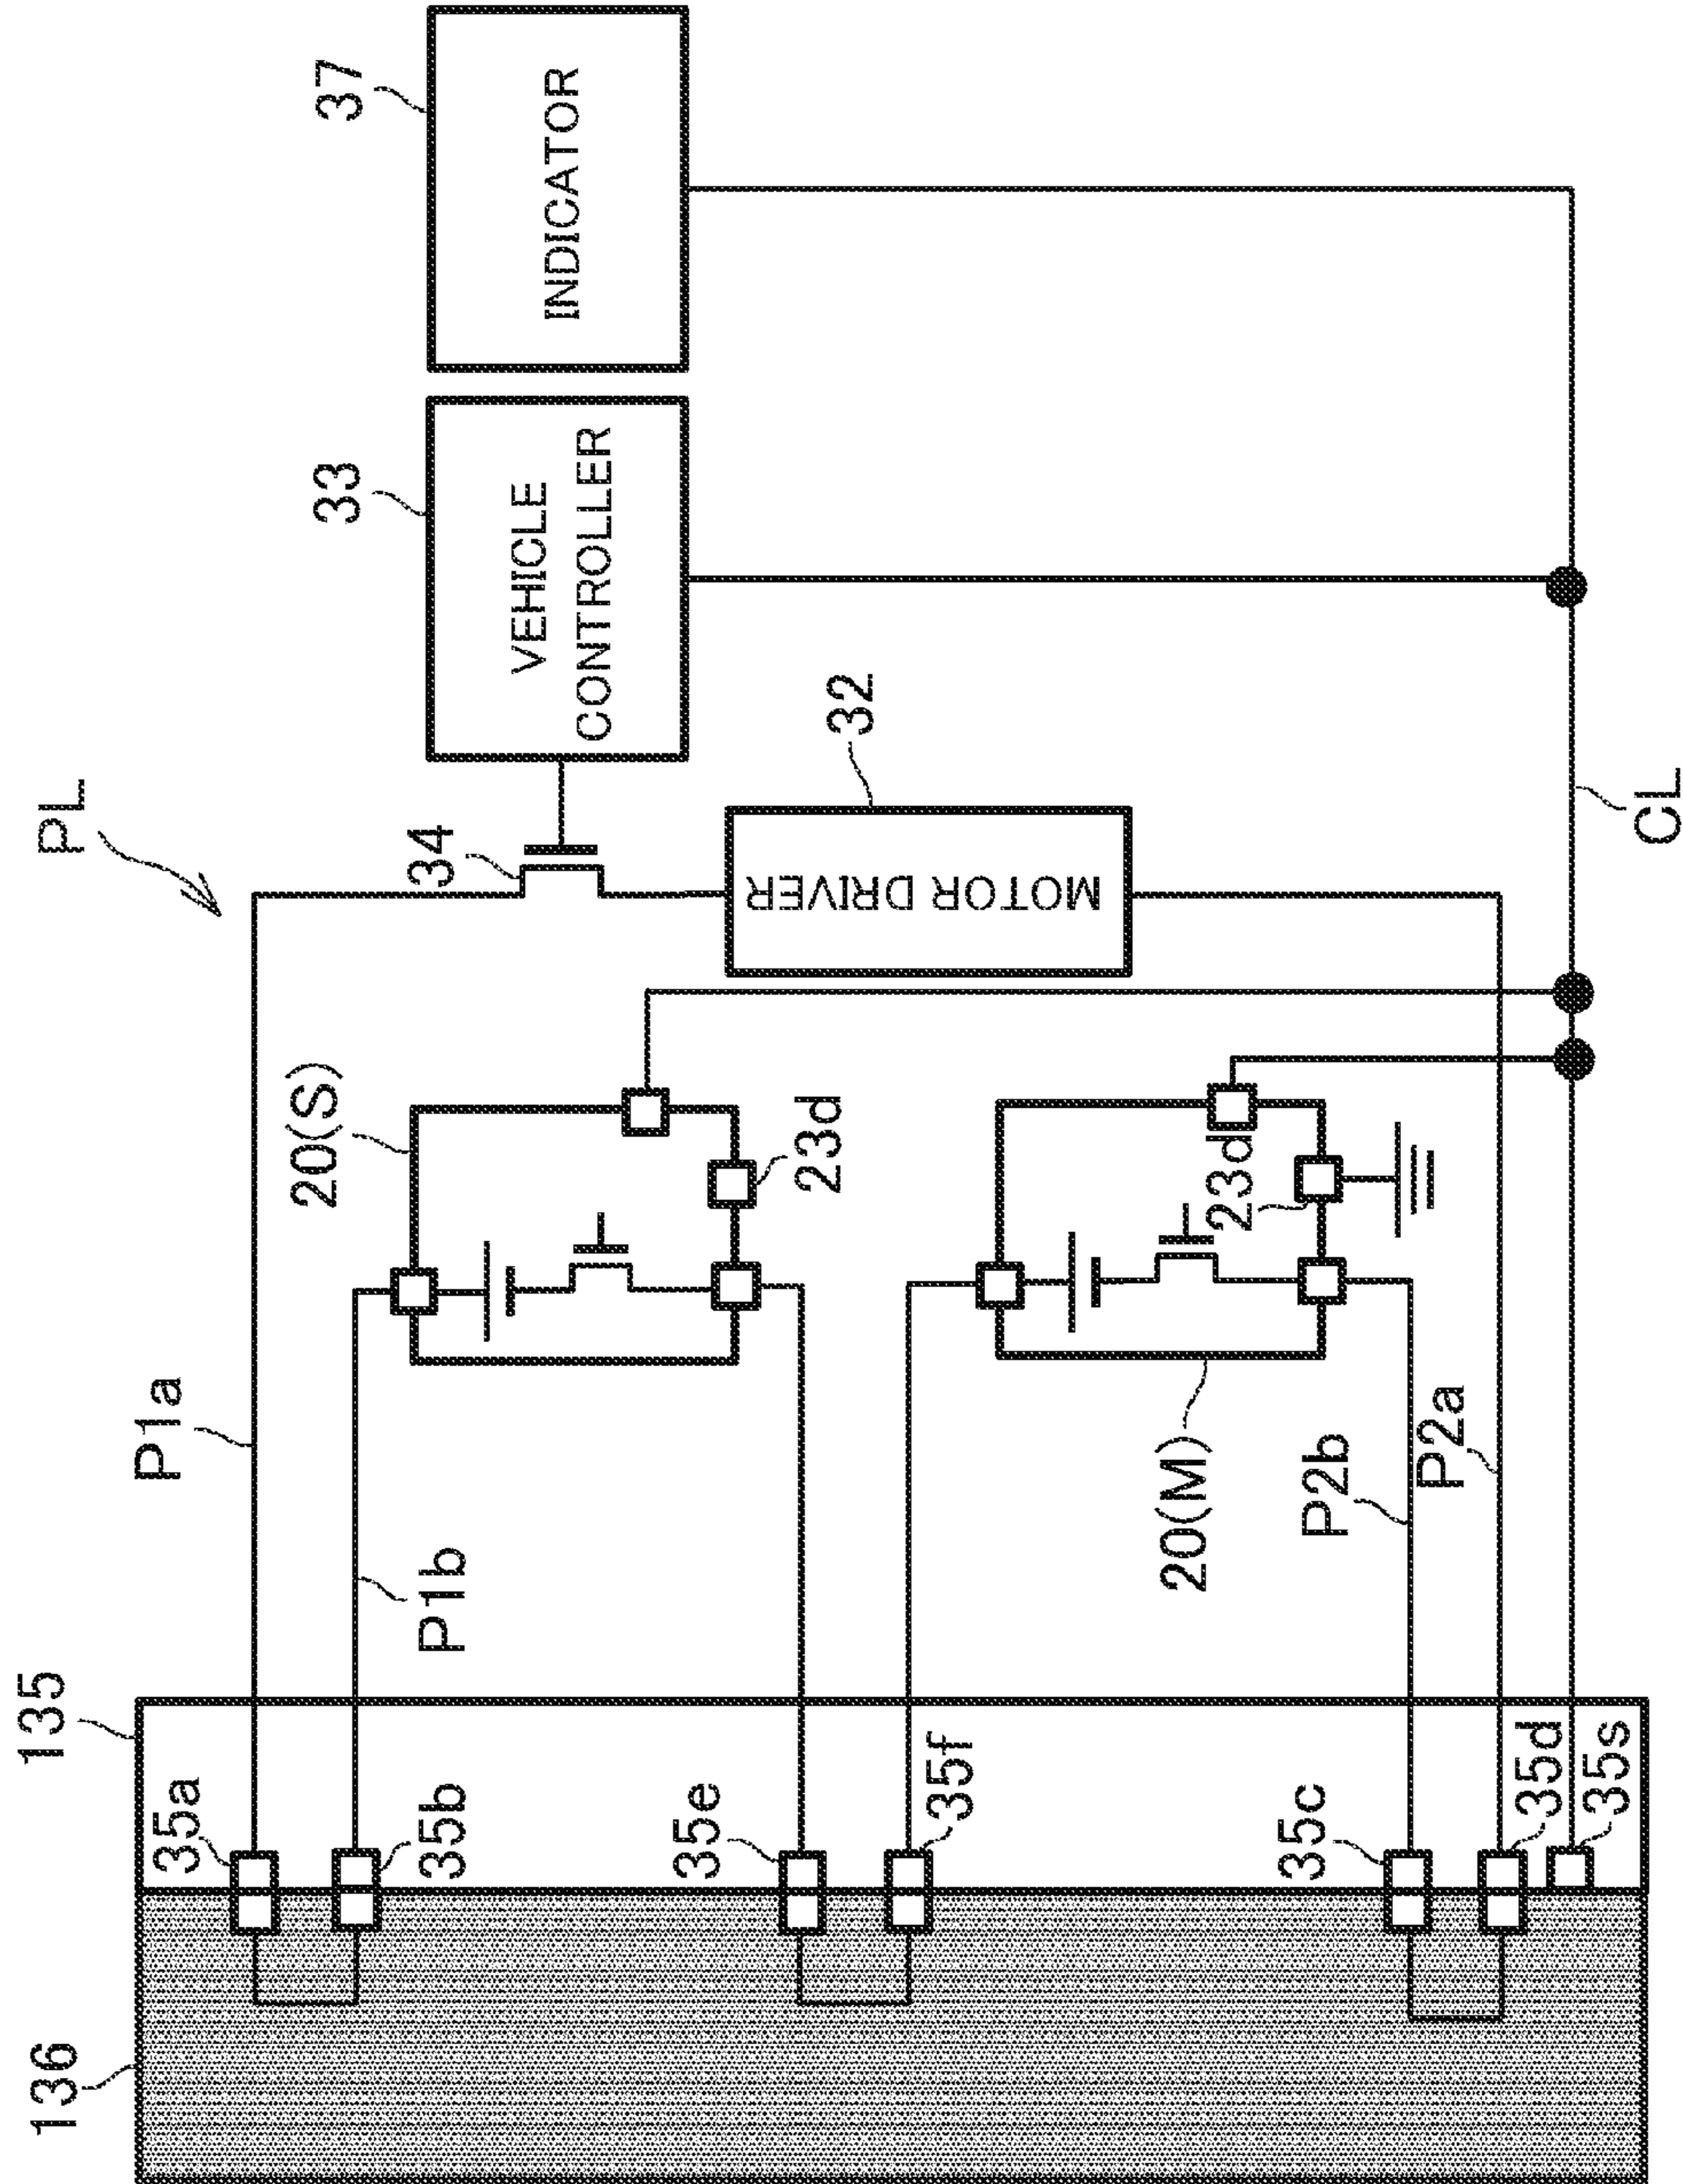 PL
37
INDICATOR
33
VEHICLE
CONTROLLER
34
32
MOTOR DRIVER
CL
20(S)
23d
23d
20(M)
P1a
P1b
P2b
P2a
135
35a
35b
35e
35f
35c
35d
35s
136